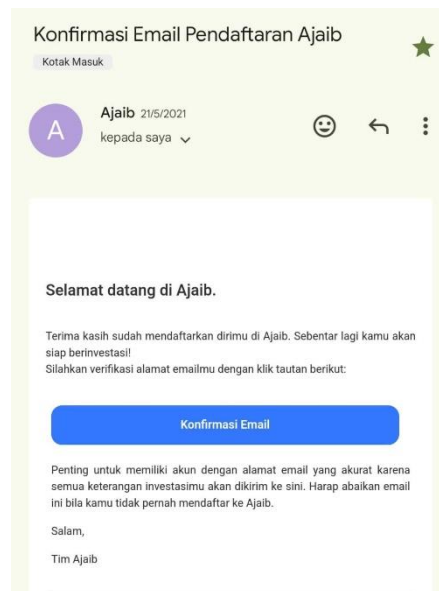 Konfirmasi Email Pendaftaran Ajaib
Kotak Masuk
A
Ajaib 21/5/2021
kepada saya
Selamat datang di Ajaib.
Terima kasih sudah mendaftarkan dirimu di Ajaib. Sebentar lagi kamu akan
siap berinvestasi!
Silahkan verifikasi alamat emailmu dengan klik tautan berikut:
Konfirmasi Email
Penting untuk memiliki akun dengan alamat email yang akurat karena
semua keterangan investasimu akan dikirim ke sini. Harap abaikan email
ini bila kamu tidak pernah mendaftar ke Ajaib.
Salam,
Tim Ajaib